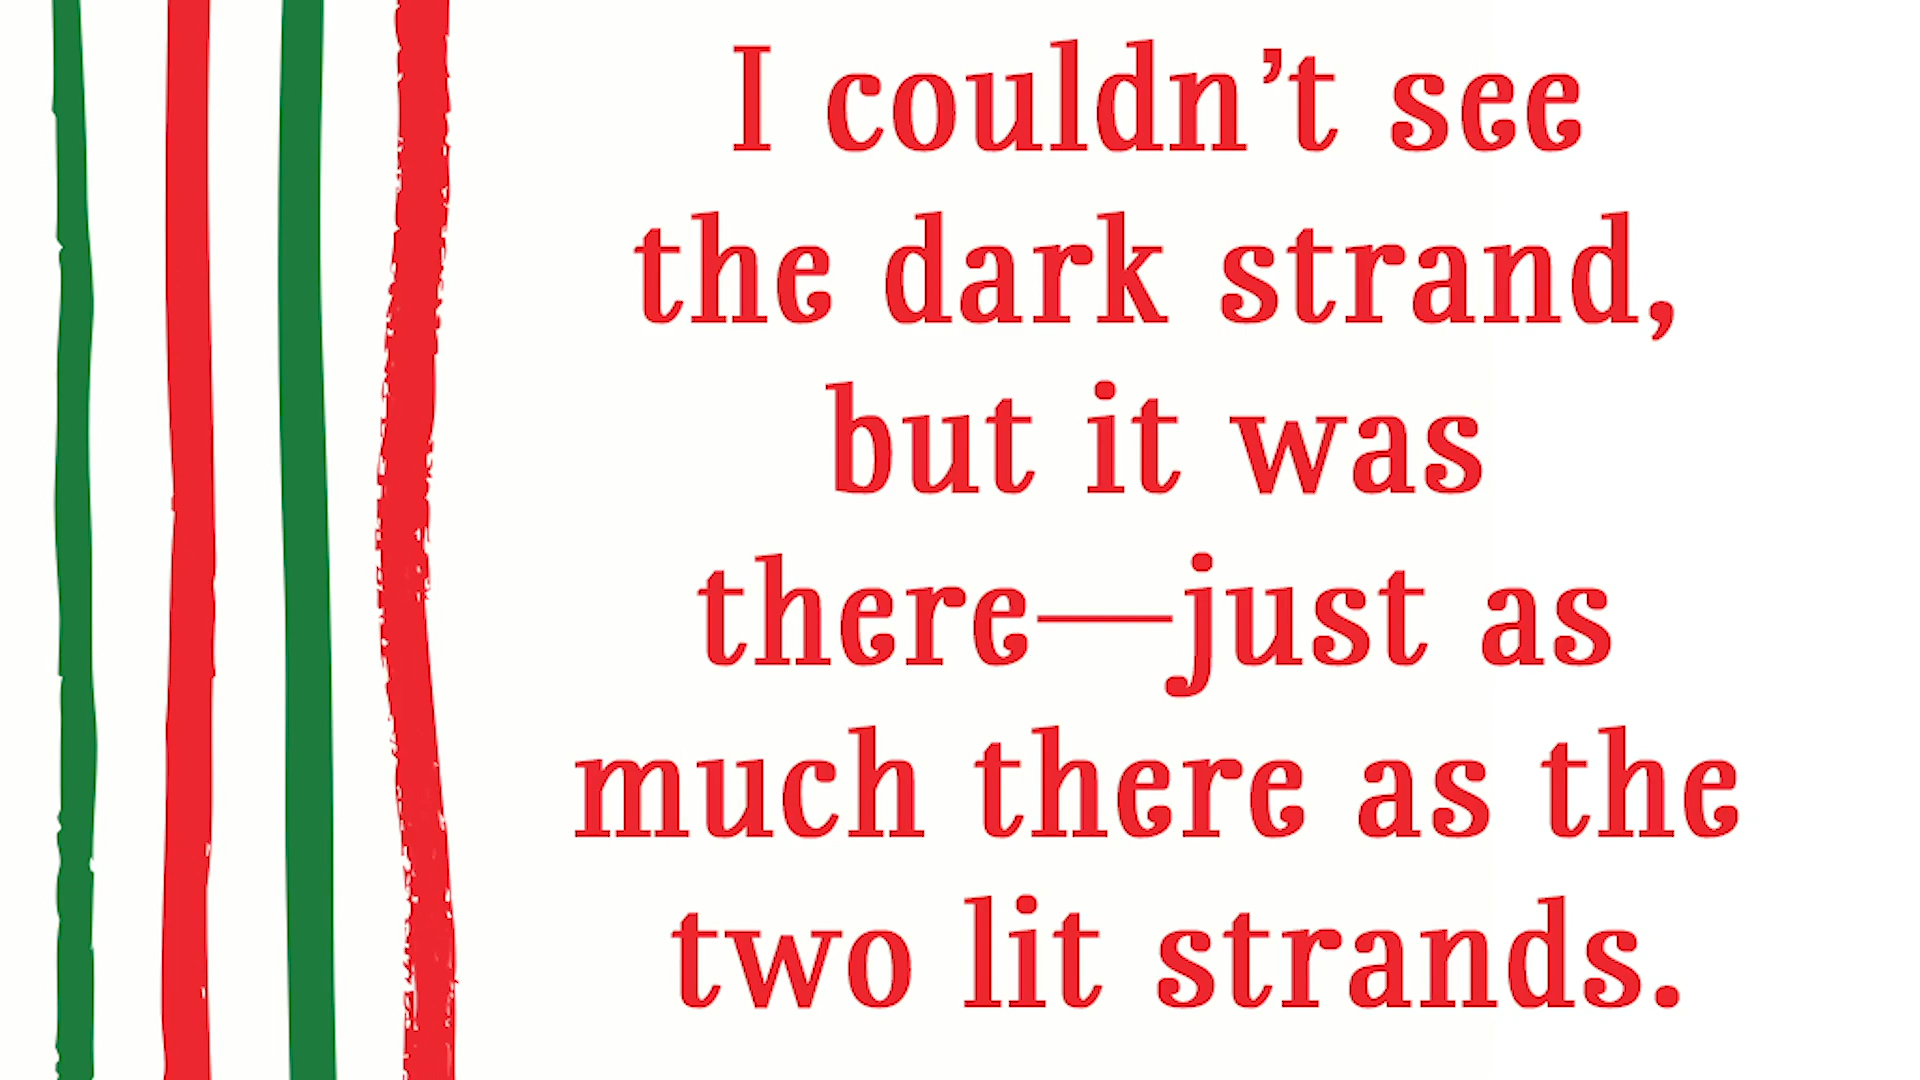 I couldn’t see
the dark strand,
but it was
there—just as
much there as the
two lit strands.